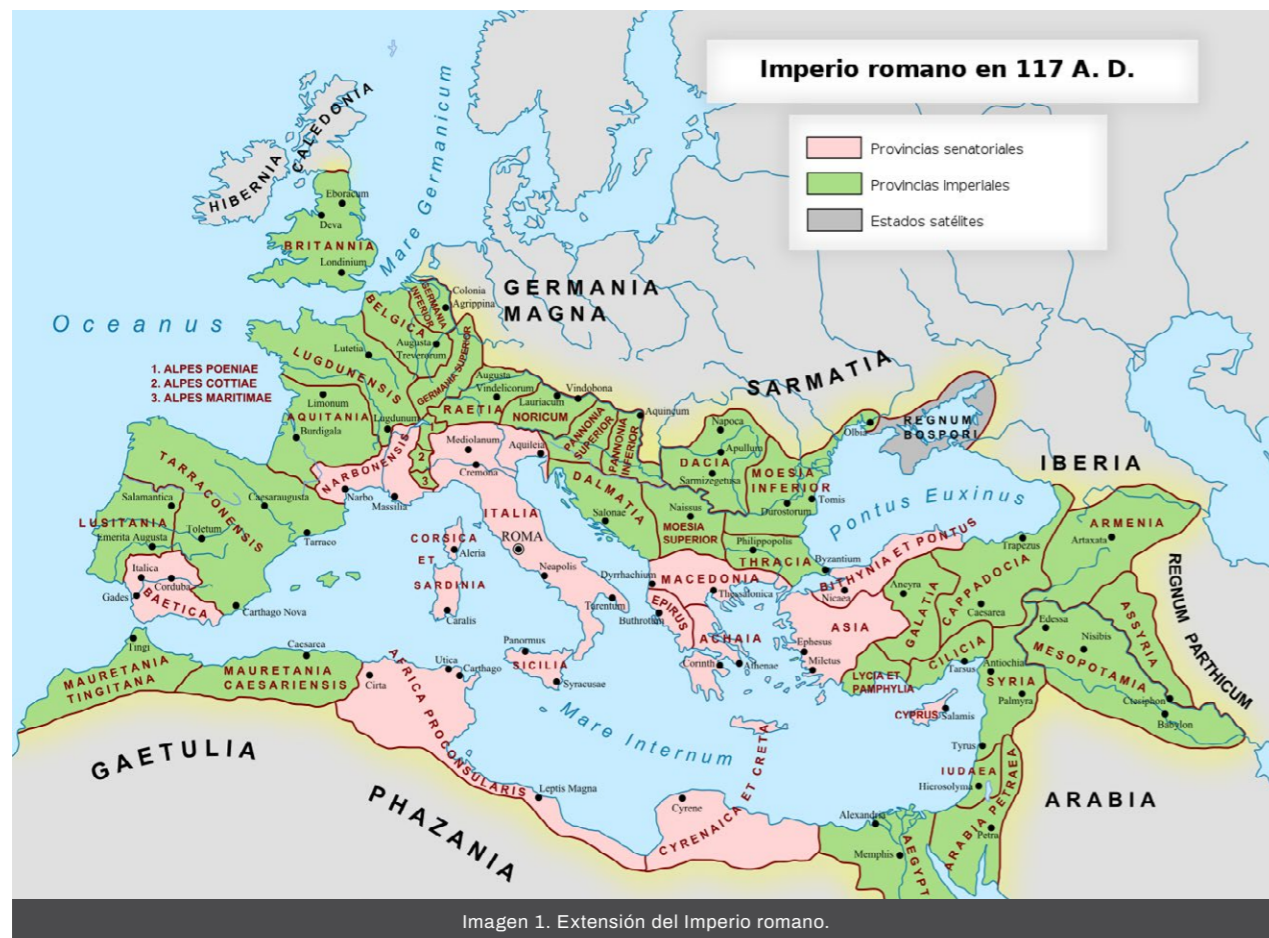 Imperio romano en 117 A. D.
Provincias senatoriales
Provincias imperiales
Estados satélites
HIBERNIA
CALEDONIA
Mare Germanicum
Eboracum
Deva
BRITANNIA
Londinium
Oceanus
GERMANIA
MAGNA
SARMATIA
Colonia
Agrippina
GERMANIA
INFERIOR
BELGICA
Augusta
Treverorum
Lutetia
LUGDUNENSIS
GERMANIA SUPERIOR
1. ALPES POENIAE
2. ALPES COTTIAE
3. ALPES MARITIMAE
Limonum
AQUITANIA
Burdigala
Lugdunum
Augusta
Vindelicorum
RAETIA
Lauriacum
NORICUM
Vindobona
PANNONIA
SUPERIOR
PANNONIA
INFERIOR
Aquincum
Napoca
Apullum
DACIA
Sarmizegetusa
MOESIA
INFERIOR
Olbia
REGNUM
BOSPORI
IBERIA
Tomis
Durostorum
Pontus Euxinus
NARBONENSIS
Narbo
Massilia
2
3
Mediolanum
Cremona
Aquileia
DALMATIA
Salonae
Naissus
MOESIA
SUPERIOR
Philippopolis
THRACIA
Byzantium
TARRACONENSIS
Salamantica
Caesaraugusta
LUSITANIA
Toletum
Emerita Augusta
Tarraco
Italica
Corduba
Gades
BAETICA
Carthago Nova
ITALIA
ROMA
CORSICA
ET
SARDINIA
Aleria
Caralis
Neapolis
Tarentum
Dyrrhachium
MACEDONIA
Thessalonica
EPIRUS
Buthrotum
ACHAIA
Corinth
Athenae
BITHYNIA ET PONTUS
Nicaea
Ancyra
GALATIA
CAPPADOCIA
Caesarea
Trapezus
ARMENIA
Artaxata
REGNUM PARTHICUM
ASSYRIA
Edessa
Nisibis
MESOPOTAMIA
Ctesiphon
Babylon
ASIA
Ephesus
Miletus
LYCIA ET
PAMPHYLIA
CILICIA
Tarsus
Antiochia
SYRIA
Palmyra
CYPRUS
Salamis
Tyrus
IUDAEA
Hierosolyma
ARABIA PETRAEA
Petra
ARABIA
Tingi
MAURETANIA
TINGITANA
Caesarea
MAURETANIA
CAESARIENSIS
Cirta
Utica
Carthago
AFRICA PROCONSULARIS
Panormus
SICILIA
Syracusae
Mare Internum
Leptis Magna
Cyrene
CYRENAICA ET CRETA
Alexandria
Memphis
AEGYPT
GAETULIA
PHAZANIA
Imagen 1. Extensión del Imperio romano.